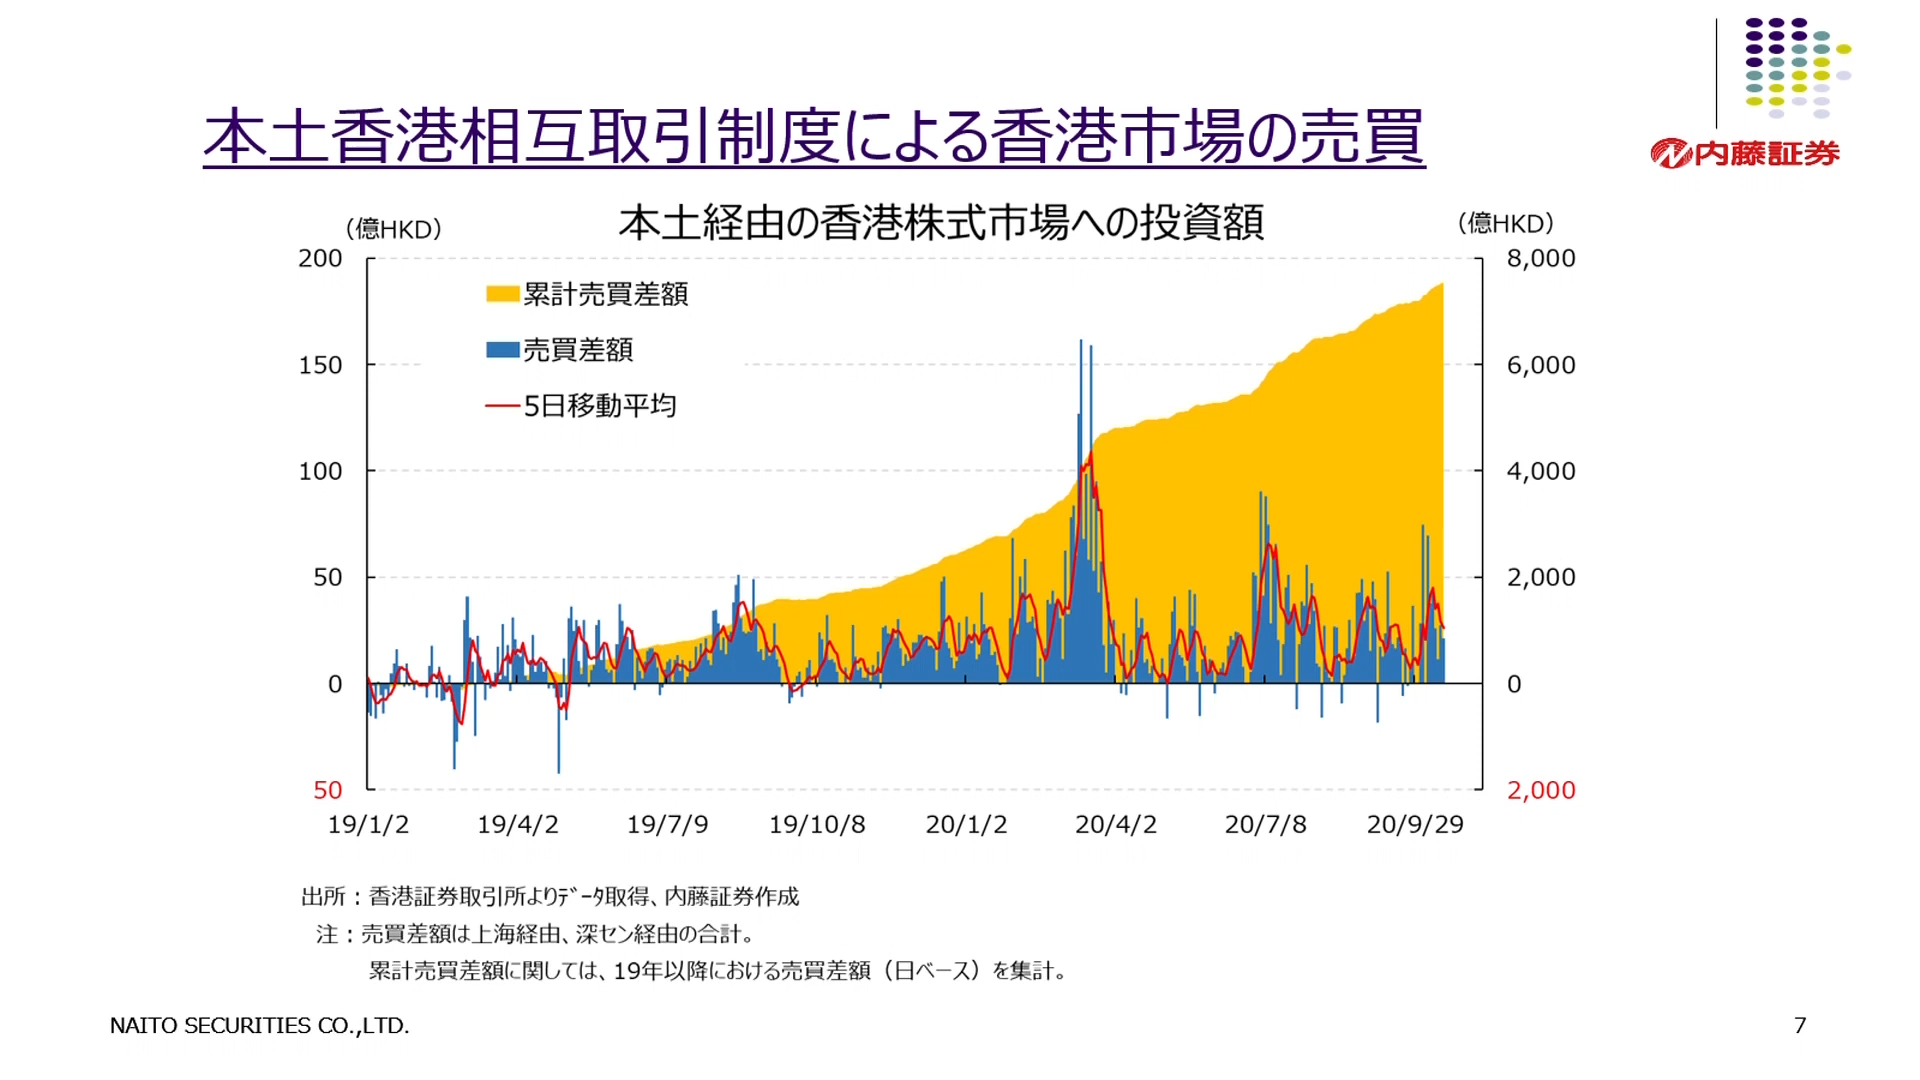 本土香港相互取引制度による香港市場の売買
内藤証券
本土経由の香港株式市場への投資額
（億HKD）
（億HKD）
累計売買差額
売買差額
5日移動平均
200
150
100
50
0
50
8,000
6,000
4,000
2,000
0
2,000
19/1/2 19/4/2 19/7/9 19/10/8 20/1/2 20/4/2 20/7/8 20/9/29
出所：香港証券取引所よりﾃﾞｰﾀ取得、内藤証券作成
注：売買差額は上海経由、深セン経由の合計。
累計売買差額に関しては、19年以降における売買差額（日ベース）を集計。
NAITO SECURITIES CO.,LTD.
7